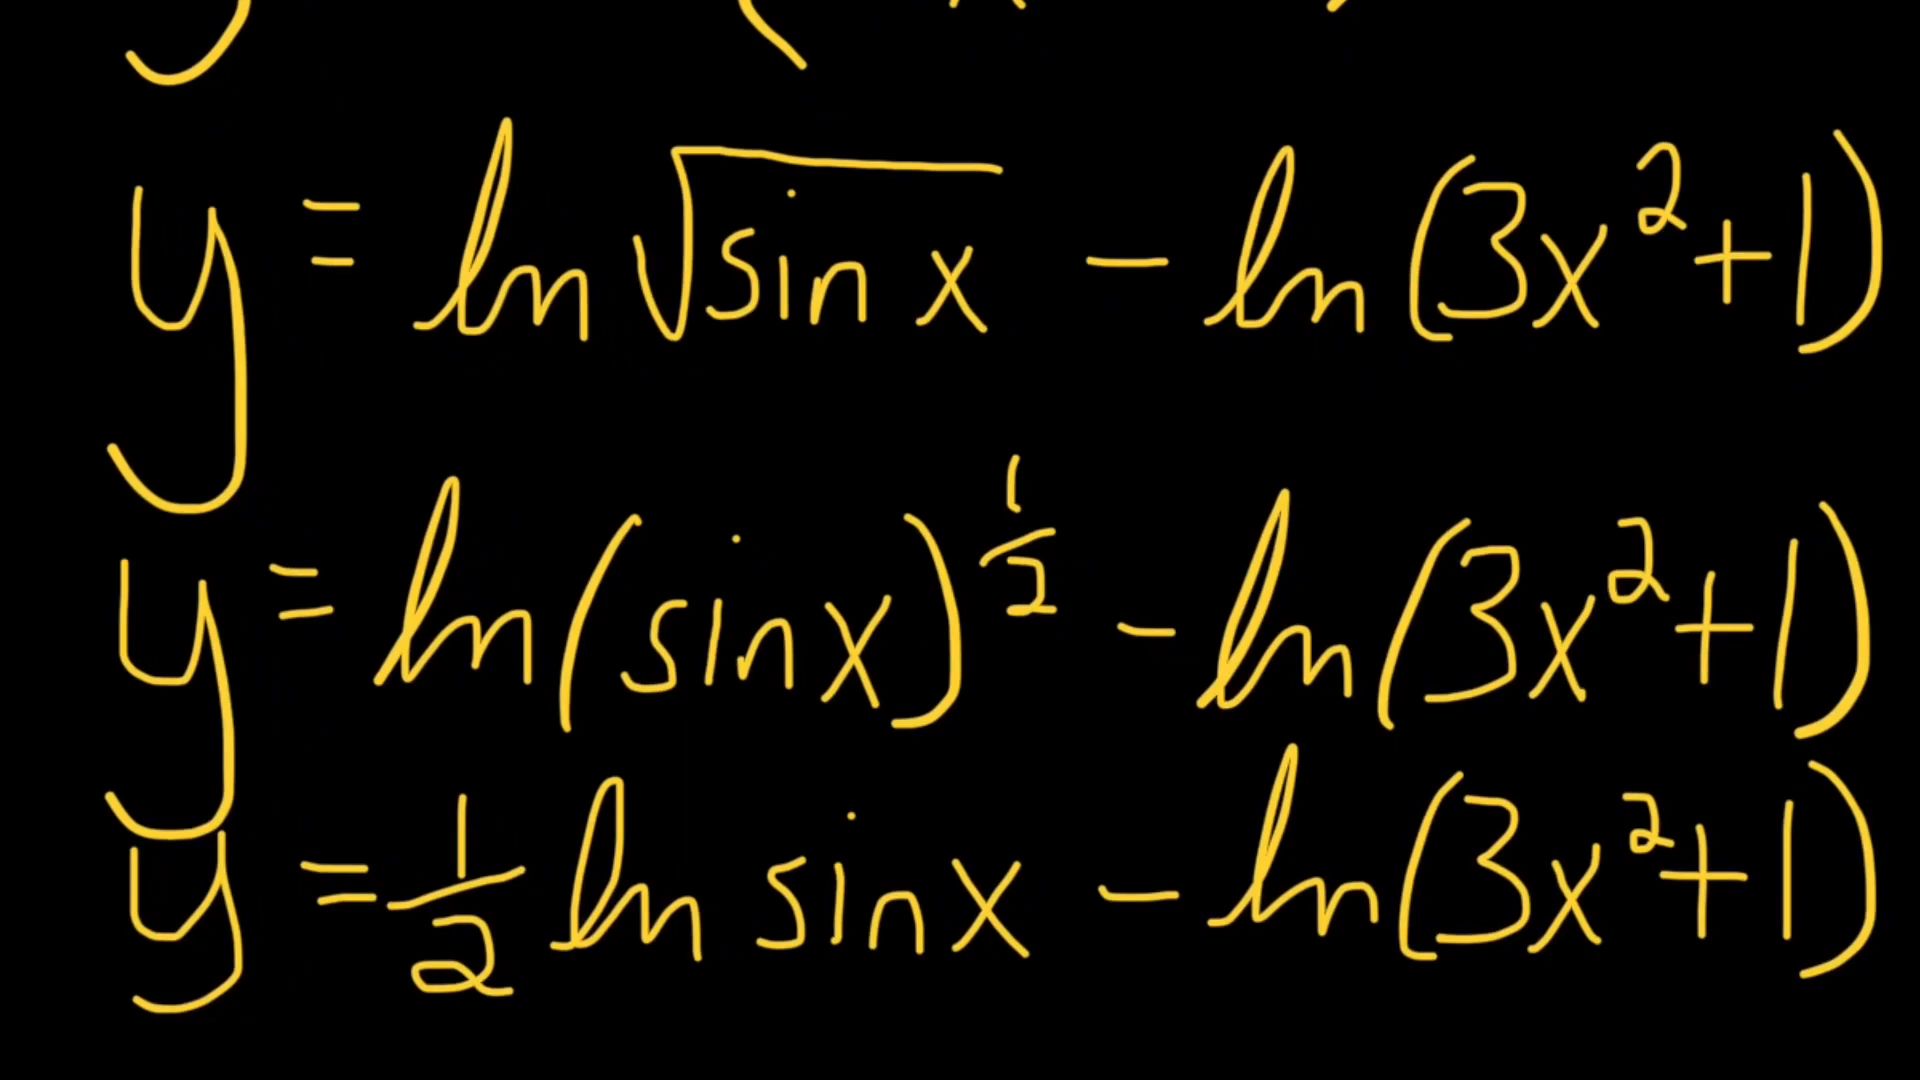 y = ln √sin x − ln(3x²+1)
y = ln(sinx)^½ − ln(3x²+1)
y = ½ ln sinx − ln(3x²+1)